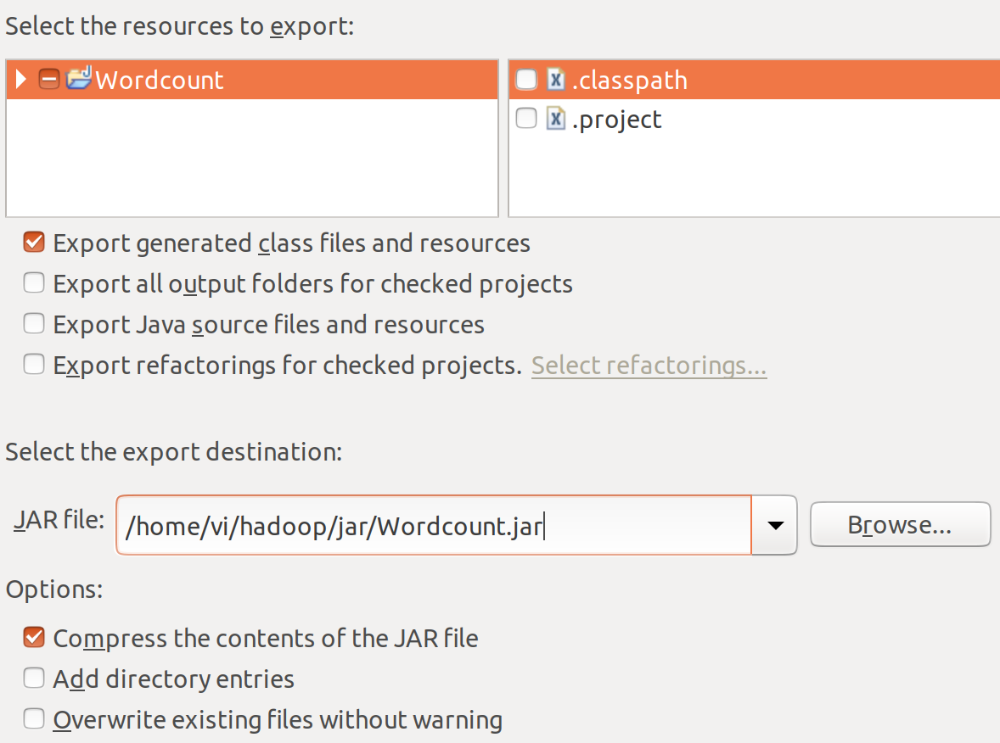 Select the resources to export:
Wordcount
.classpath
.project
Export generated class files and resources
Export all output folders for checked projects
Export Java source files and resources
Export refactorings for checked projects. Select refactorings...
Select the export destination:
JAR file: /home/vi/hadoop/jar/Wordcount.jar Browse...
Options:
Compress the contents of the JAR file
Add directory entries
Overwrite existing files without warning